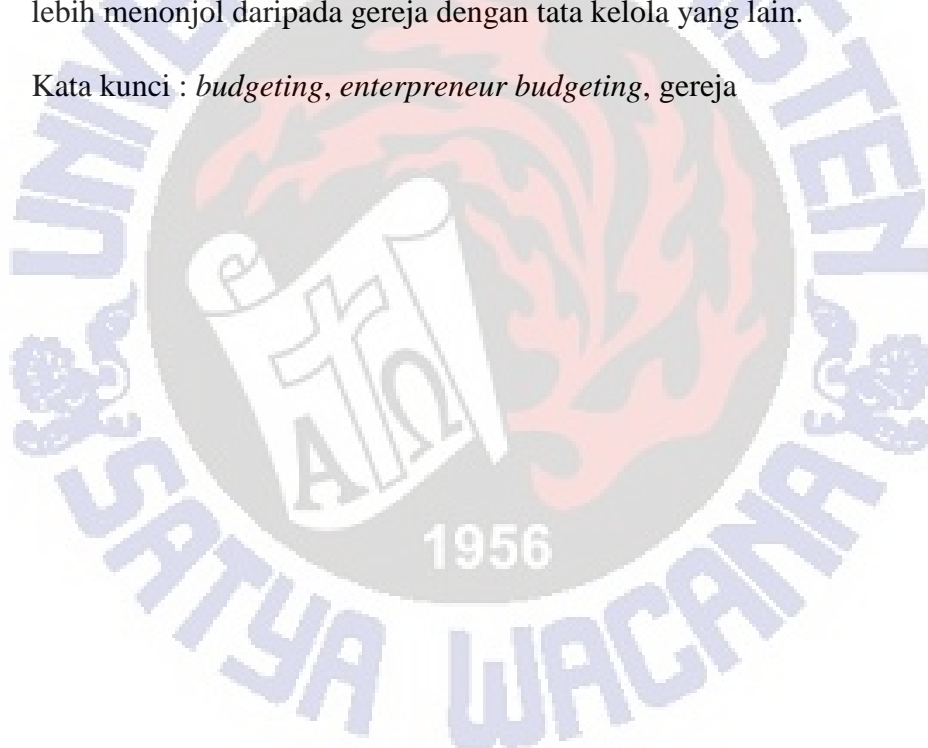 lebih menonjol daripada gereja dengan tata kelola yang lain.
Kata kunci : budgeting, enterpreneur budgeting, gereja
Α Ω
1956
SATYA WACANA